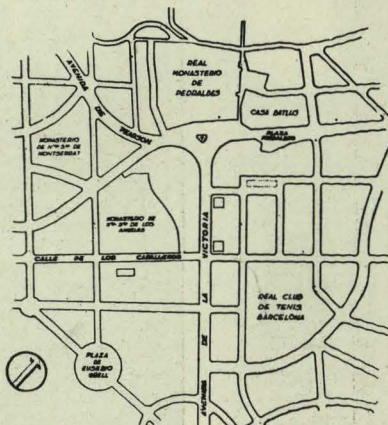 REAL
MONASTERIO
DE
PEDRALBES
AVENIDA DE PEARSON
CASA BATLLO
PLAZA
PEDRALBES
MONASTERIO
DE Nª Sª DE
MONTSERRAT
MONASTERIO DE
Nª Sª DE LOS
ANGELES
CALLE DE LOS CABALLEROS
AVENIDA DE LA VICTORIA
REAL CLUB
DE TENIS
BARCELONA
PLAZA
DE
EUSEBIO
GÜELL